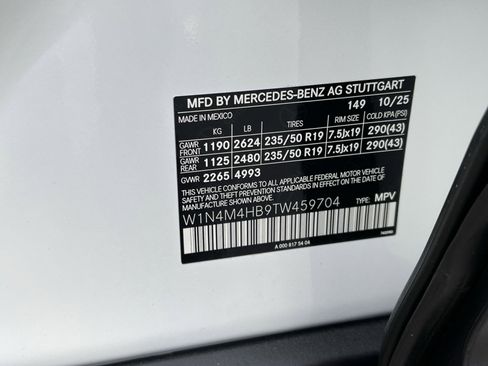 MFD BY MERCEDES-BENZ AG STUTTGART
149 10/25
MADE IN MEXICO
KG LB TIRES RIM SIZE COLD KPA (PSI)
GAWR FRONT 1190 2624 235/50 R19 7.5Jx19 290(43)
GAWR REAR 1125 2480 235/50 R19 7.5Jx19 290(43)
GVWR 2265 4993
THIS VEHICLE CONFORMS TO ALL APPLICABLE FEDERAL MOTOR VEHICLE
SAFETY AND THEFT PREVENTION STANDARDS IN EFFECT ON THE DATE OF
MANUFACTURE SHOWN ABOVE.
W1N4M4HB9TW459704 TYPE: MPV
A 000 817 54 04